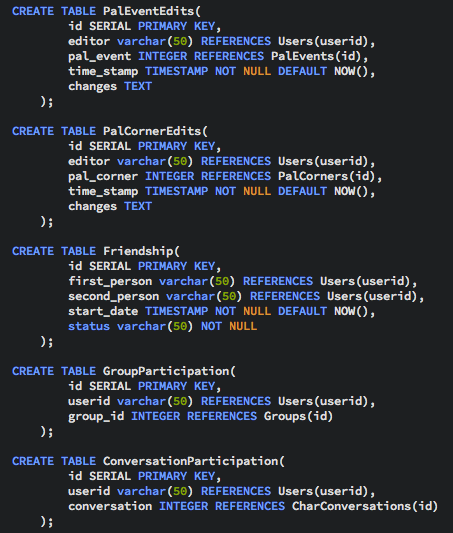 CREATE TABLE PalEventEdits(
id SERIAL PRIMARY KEY,
editor varchar(50) REFERENCES Users(userid),
pal_event INTEGER REFERENCES PalEvents(id),
time_stamp TIMESTAMP NOT NULL DEFAULT NOW(),
changes TEXT
);
CREATE TABLE PalCornerEdits(
id SERIAL PRIMARY KEY,
editor varchar(50) REFERENCES Users(userid),
pal_corner INTEGER REFERENCES PalCorners(id),
time_stamp TIMESTAMP NOT NULL DEFAULT NOW(),
changes TEXT
);
CREATE TABLE Friendship(
id SERIAL PRIMARY KEY,
first_person varchar(50) REFERENCES Users(userid),
second_person varchar(50) REFERENCES Users(userid),
start_date TIMESTAMP NOT NULL DEFAULT NOW(),
status varchar(50) NOT NULL
);
CREATE TABLE GroupParticipation(
id SERIAL PRIMARY KEY,
userid varchar(50) REFERENCES Users(userid),
group_id INTEGER REFERENCES Groups(id)
);
CREATE TABLE ConversationParticipation(
id SERIAL PRIMARY KEY,
userid varchar(50) REFERENCES Users(userid),
conversation INTEGER REFERENCES CharConversations(id)
);